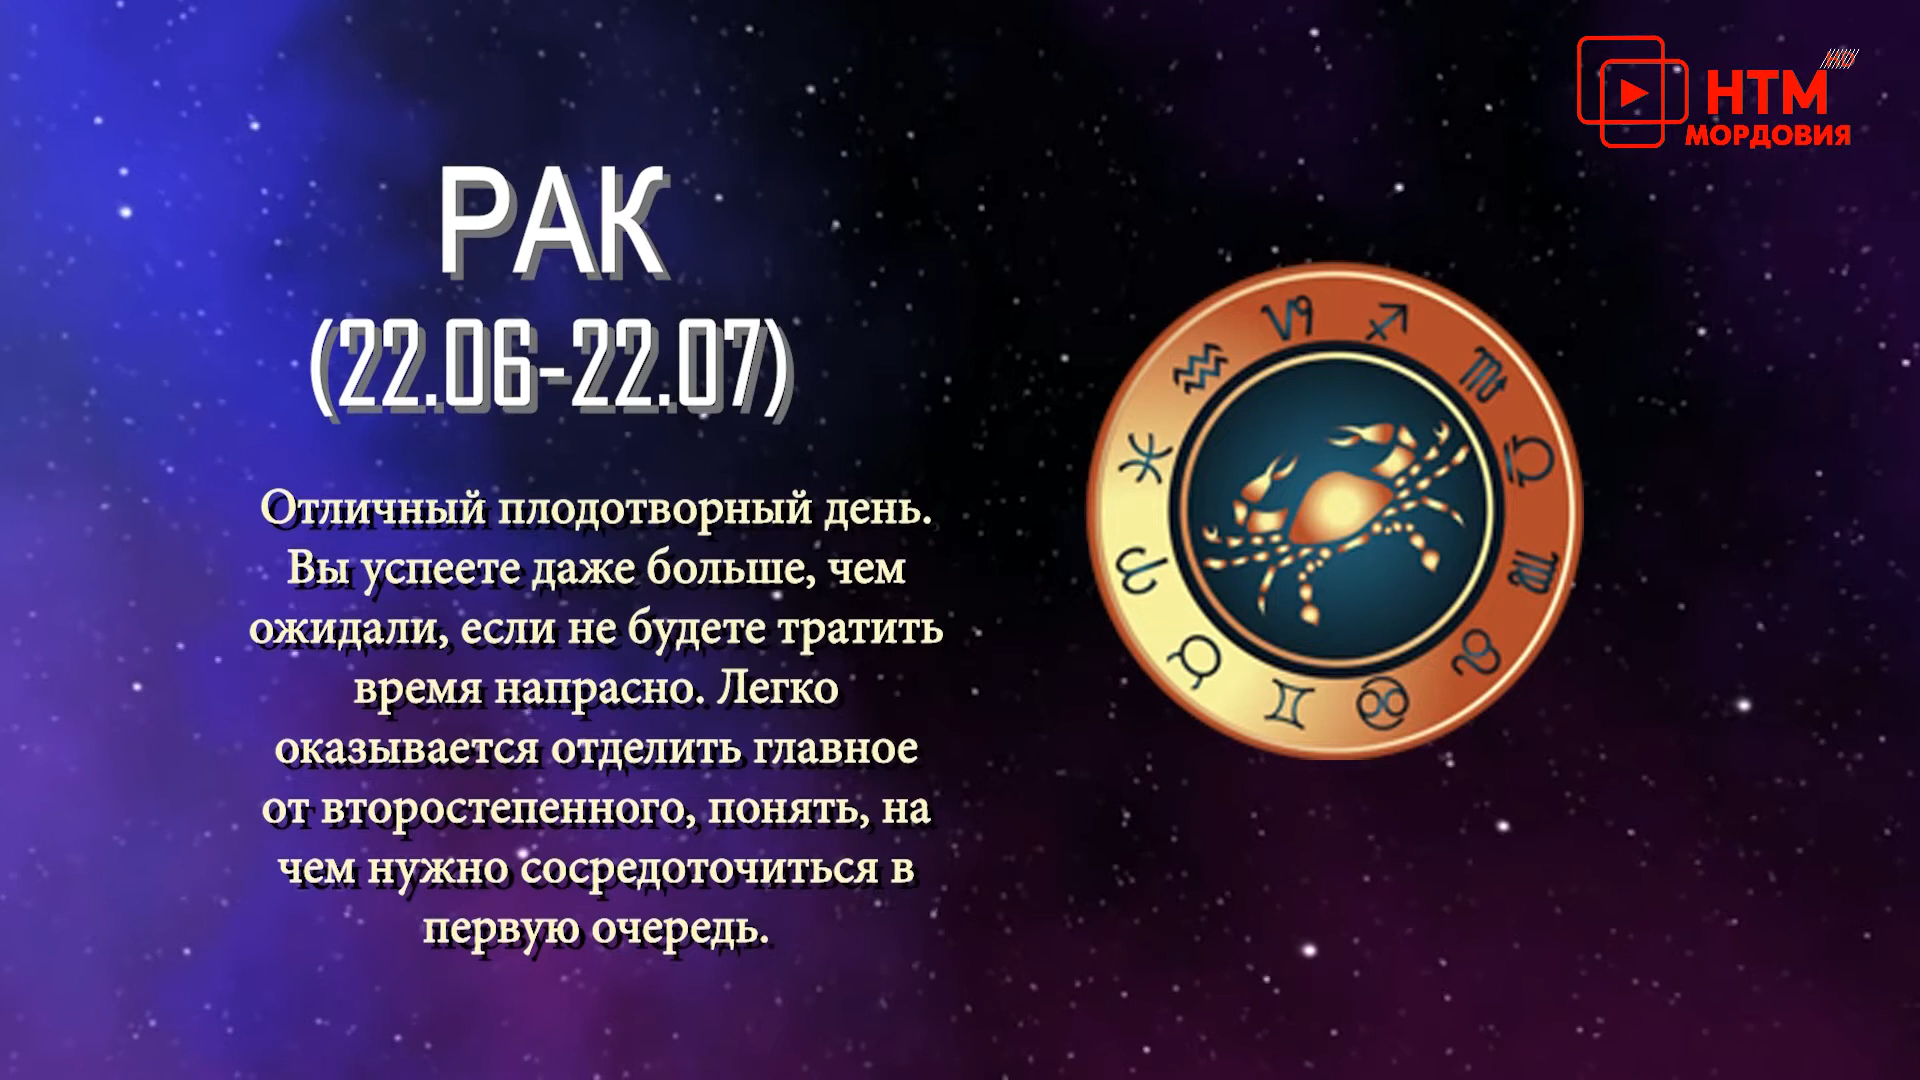 НТМ
МОРДОВИЯ
РАК
(22.06-22.07)
Отличный плодотворный день.
Вы успеете даже больше, чем
ожидали, если не будете тратить
время напрасно. Легко
оказывается отделить главное
от второстепенного, понять, на
чем нужно сосредоточиться в
первую очередь.